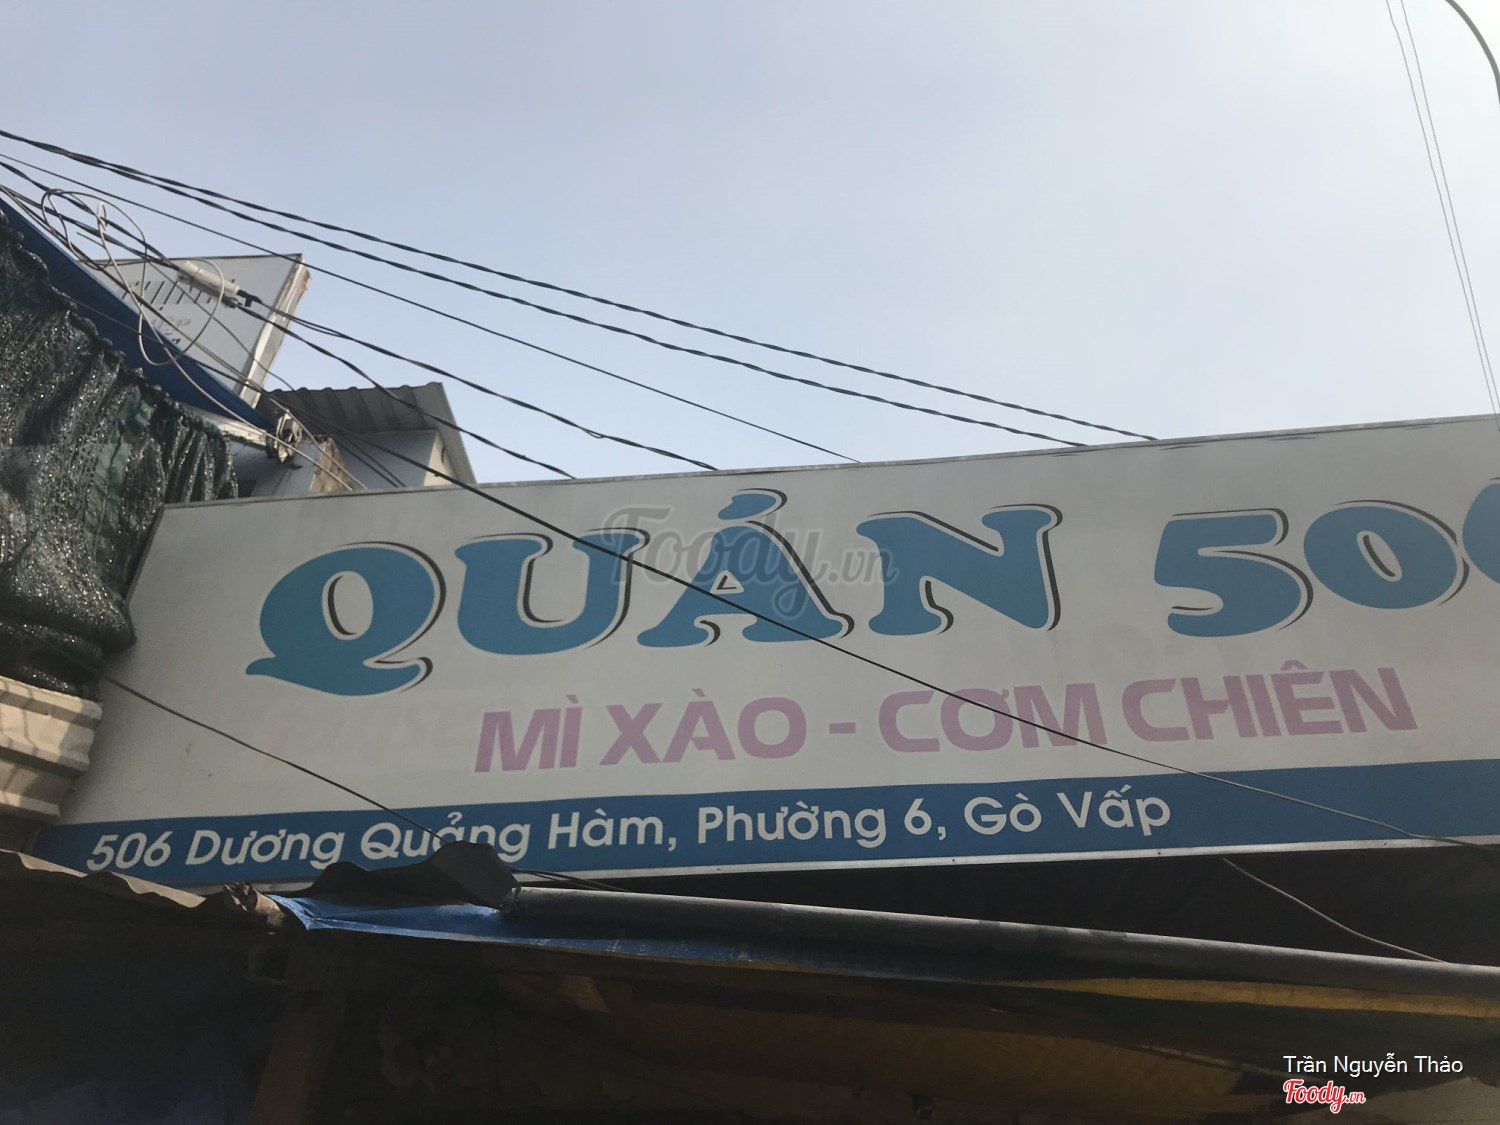 QUÁN 50
MÌ XÀO - CƠM CHIÊN
506 Dương Quảng Hàm, Phường 6, Gò Vấp
Foody.vn
Trần Nguyễn Thảo
Foody.vn